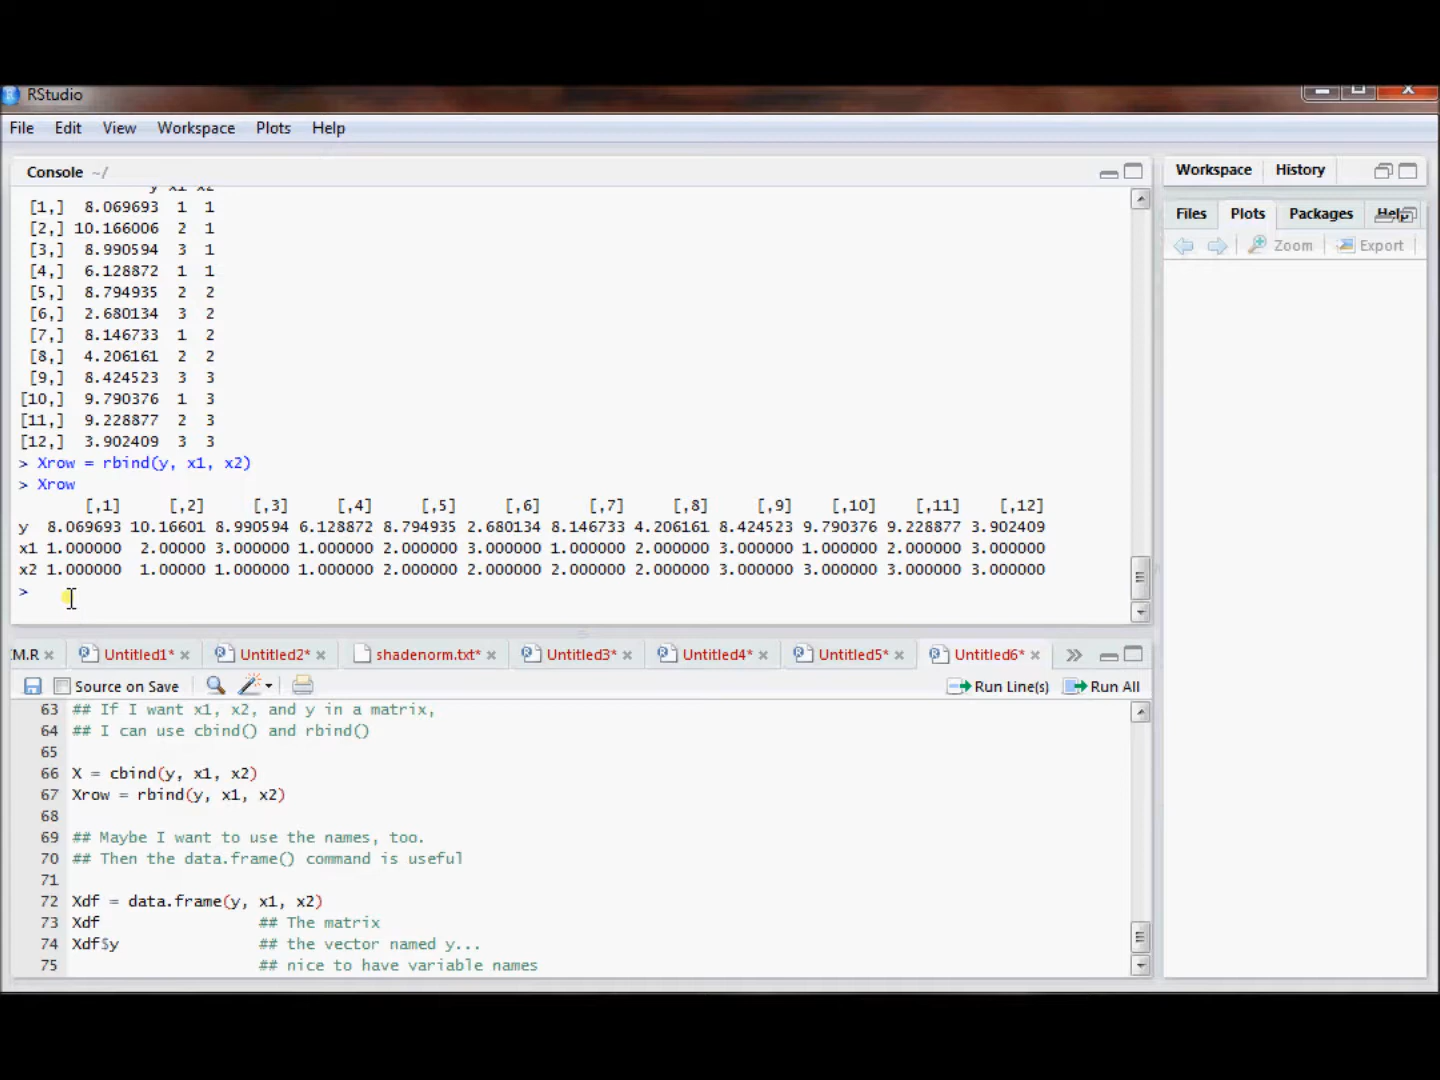 RStudio
File Edit View Workspace Plots Help
Console ~/
y x1 x2
[1,] 8.069693 1 1
[2,] 10.166006 2 1
[3,] 8.990594 3 1
[4,] 6.128872 1 1
[5,] 8.794935 2 2
[6,] 2.680134 3 2
[7,] 8.146733 1 2
[8,] 4.206161 2 2
[9,] 8.424523 3 3
[10,] 9.790376 1 3
[11,] 9.228877 2 3
[12,] 3.902409 3 3
> Xrow = rbind(y, x1, x2)
> Xrow
[,1] [,2] [,3] [,4] [,5] [,6] [,7] [,8] [,9] [,10] [,11] [,12]
y 8.069693 10.16601 8.990594 6.128872 8.794935 2.680134 8.146733 4.206161 8.424523 9.790376 9.228877 3.902409
x1 1.000000 2.00000 3.000000 1.000000 2.000000 3.000000 1.000000 2.000000 3.000000 1.000000 2.000000 3.000000
x2 1.000000 1.00000 1.000000 1.000000 2.000000 2.000000 2.000000 2.000000 3.000000 3.000000 3.000000 3.000000
>
Workspace History
Files Plots Packages Help
Zoom Export
M.R Untitled1* Untitled2* shadenorm.txt* Untitled3* Untitled4* Untitled5* Untitled6*
Source on Save Run Line(s) Run All
63 ## If I want x1, x2, and y in a matrix,
64 ## I can use cbind() and rbind()
65
66 X = cbind(y, x1, x2)
67 Xrow = rbind(y, x1, x2)
68
69 ## Maybe I want to use the names, too.
70 ## Then the data.frame() command is useful
71
72 Xdf = data.frame(y, x1, x2)
73 Xdf ## The matrix
74 Xdf$y ## the vector named y...
75 ## nice to have variable names